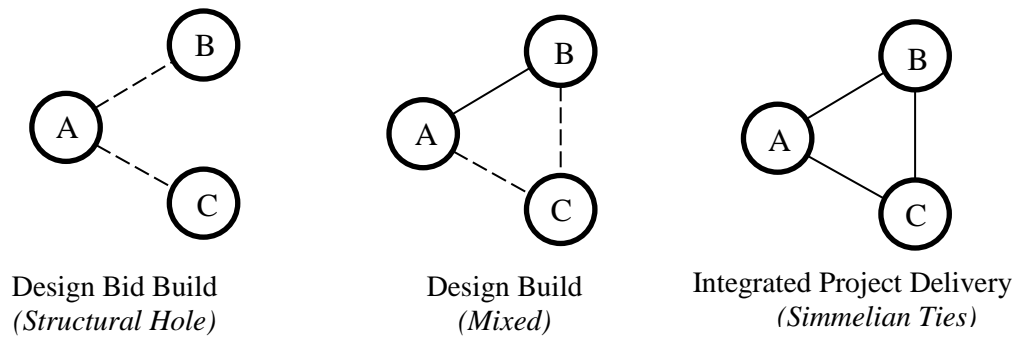 B
A
C
Design Bid Build
(Structural Hole)
B
A
C
Design Build
(Mixed)
B
A
C
Integrated Project Delivery
(Simmelian Ties)